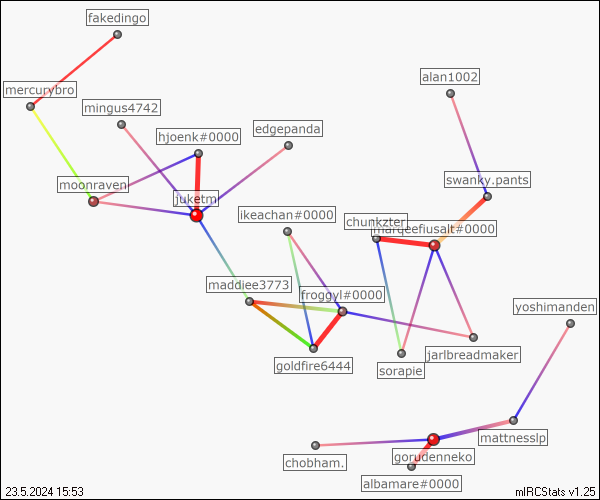 fakedingo
alan1002
mercurybro
mingus4742
edgepanda
hjoenk#0000
swanky.pants
moonraven
juketm
ikeachan#0000
chunkzter
marqeefiusalt#0000
maddiee3773
froggyl#0000
yoshimanden
goldfire6444
sorapie
jarlbreadmaker
mattnesslp
chobham.
gorudenneko
albamare#0000
23.5.2024 15:53
mIRCStats v1.25